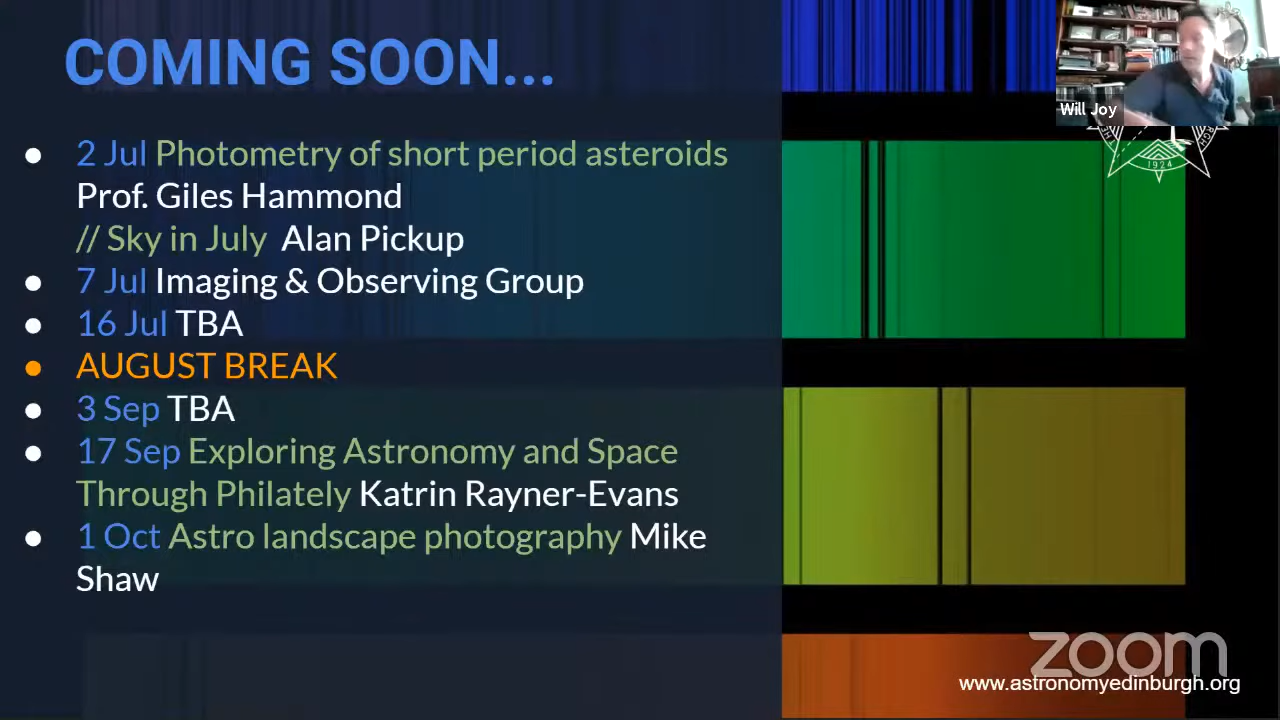 COMING SOON...
Will Joy
1924
● 2 Jul Photometry of short period asteroids
Prof. Giles Hammond
// Sky in July Alan Pickup
● 7 Jul Imaging & Observing Group
● 16 Jul TBA
● AUGUST BREAK
● 3 Sep TBA
● 17 Sep Exploring Astronomy and Space
Through Philately Katrin Rayner-Evans
● 1 Oct Astro landscape photography Mike
Shaw
zoom
www.astronomyedinburgh.org